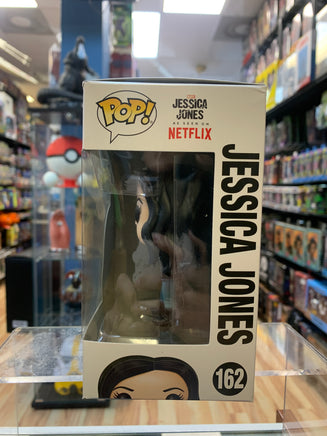 POP!
JESSICA
JONES
AS SEEN ON
NETFLIX
JESSICA JONES
162